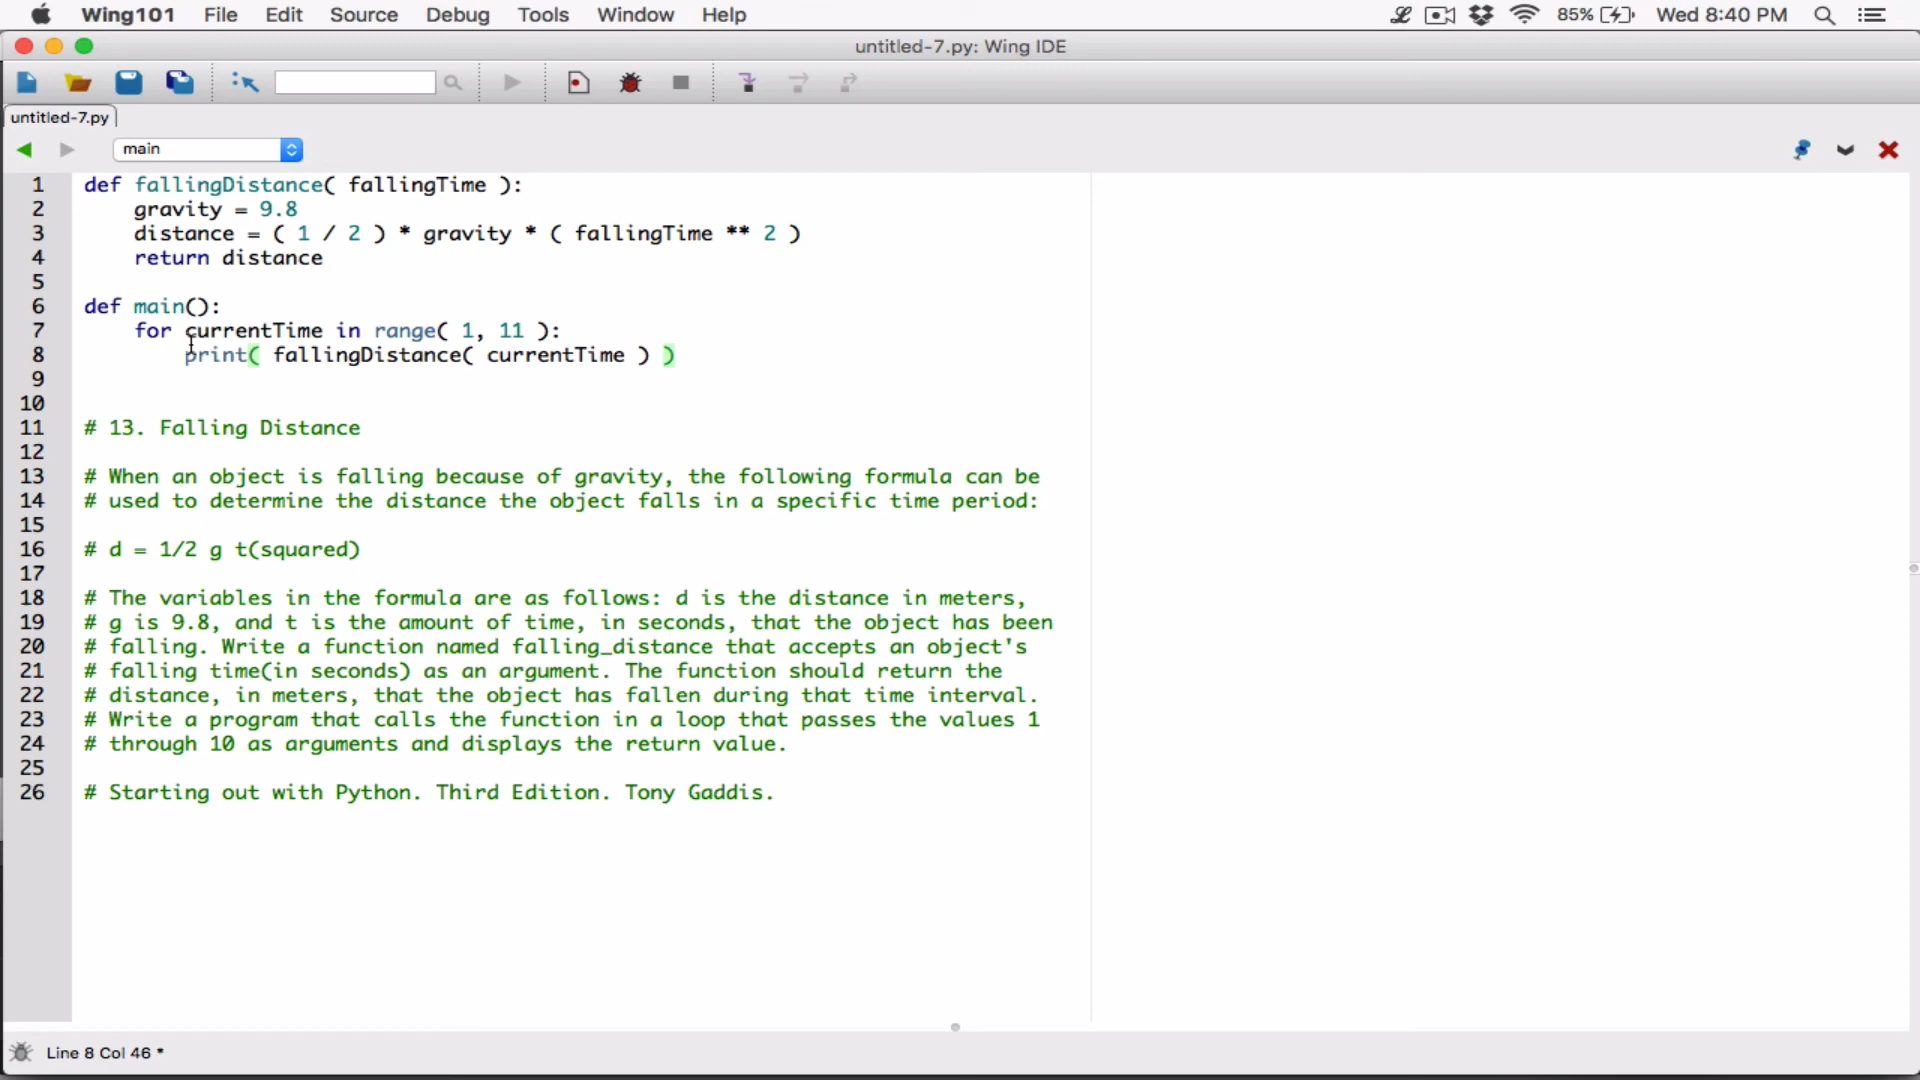 Wing101 File Edit Source Debug Tools Window Help 85% Wed 8:40 PM
untitled-7.py: Wing IDE
untitled-7.py
main
1 def fallingDistance( fallingTime ):
2 gravity = 9.8
3 distance = ( 1 / 2 ) * gravity * ( fallingTime ** 2 )
4 return distance
5
6 def main():
7 for currentTime in range( 1, 11 ):
8 print( fallingDistance( currentTime ) )
9
10
11 # 13. Falling Distance
12
13 # When an object is falling because of gravity, the following formula can be
14 # used to determine the distance the object falls in a specific time period:
15
16 # d = 1/2 g t(squared)
17
18 # The variables in the formula are as follows: d is the distance in meters,
19 # g is 9.8, and t is the amount of time, in seconds, that the object has been
20 # falling. Write a function named falling_distance that accepts an object's
21 # falling time(in seconds) as an argument. The function should return the
22 # distance, in meters, that the object has fallen during that time interval.
23 # Write a program that calls the function in a loop that passes the values 1
24 # through 10 as arguments and displays the return value.
25
26 # Starting out with Python. Third Edition. Tony Gaddis.
Line 8 Col 46 *